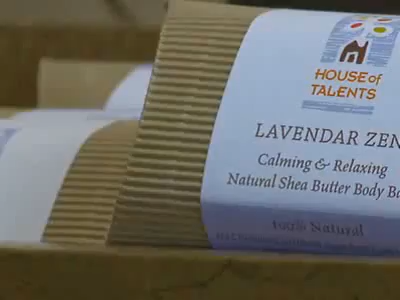 HOUSE of
TALENTS
LAVENDAR ZEN
Calming & Relaxing
Natural Shea Butter Body Ba
100% Natural